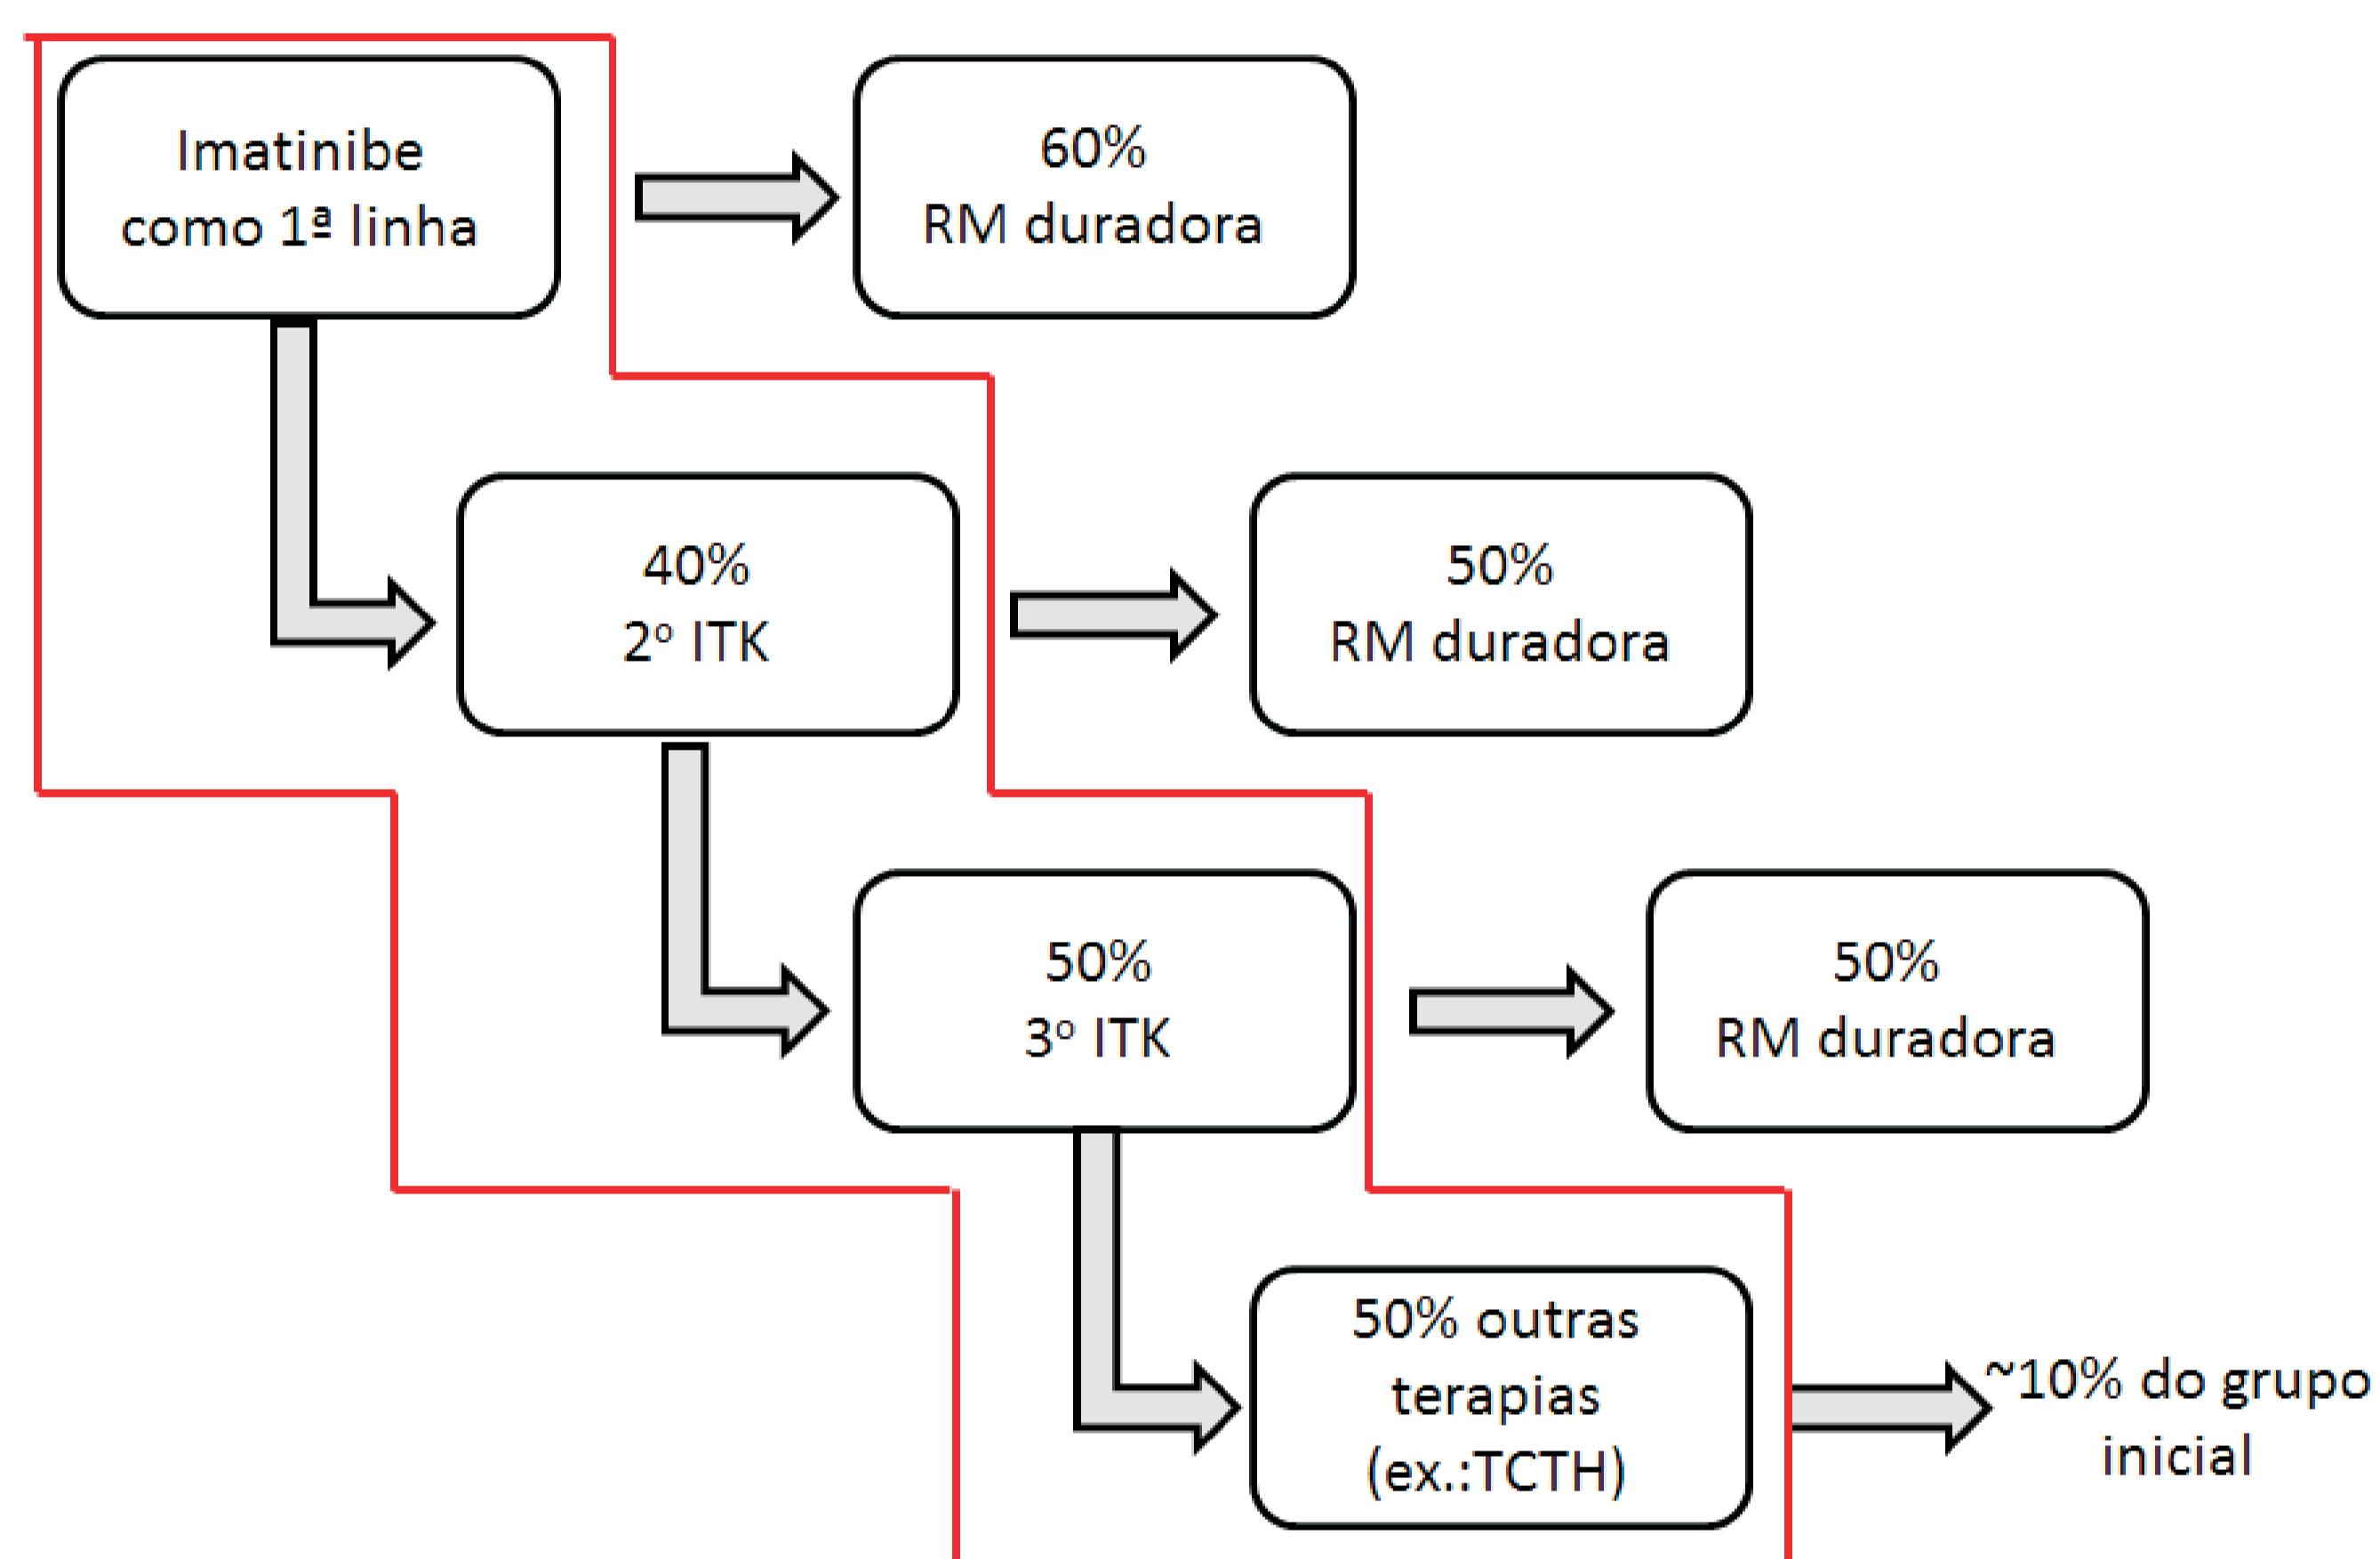 Imatinibe
como 1ª linha
60%
RM duradora
40%
2º ITK
50%
RM duradora
50%
3º ITK
50%
RM duradora
50% outras
terapias
(ex.:TCTH)
~10% do grupo
inicial